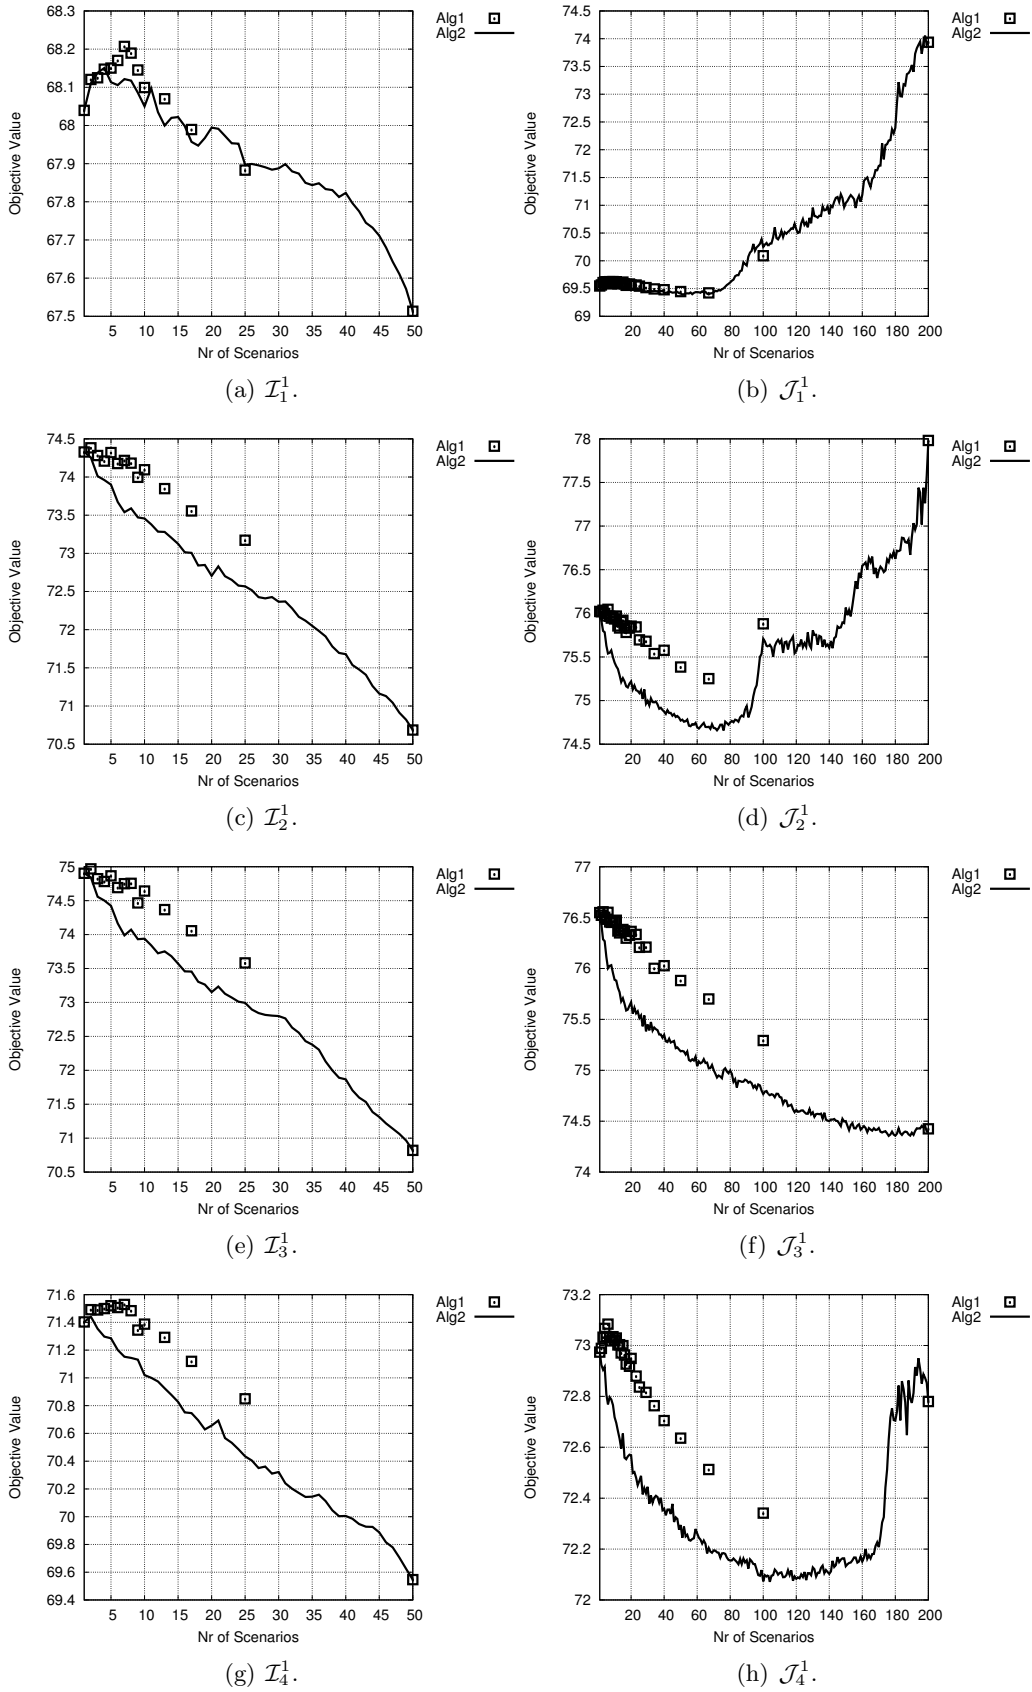 68.3
68.2
68.1
68
67.9
67.8
67.7
67.6
67.5
Objective Value
5 10 15 20 25 30 35 40 45 50
Nr of Scenarios
Alg1
Alg2
(a) 𝓘₁¹.
74.5
74
73.5
73
72.5
72
71.5
71
70.5
70
69.5
69
Objective Value
20 40 60 80 100 120 140 160 180 200
Nr of Scenarios
Alg1
Alg2
(b) 𝓙₁¹.
74.5
74
73.5
73
72.5
72
71.5
71
70.5
Objective Value
5 10 15 20 25 30 35 40 45 50
Nr of Scenarios
Alg1
Alg2
(c) 𝓘₂¹.
78
77.5
77
76.5
76
75.5
75
74.5
Objective Value
20 40 60 80 100 120 140 160 180 200
Nr of Scenarios
Alg1
Alg2
(d) 𝓙₂¹.
75
74.5
74
73.5
73
72.5
72
71.5
71
70.5
Objective Value
5 10 15 20 25 30 35 40 45 50
Nr of Scenarios
Alg1
Alg2
(e) 𝓘₃¹.
77
76.5
76
75.5
75
74.5
74
Objective Value
20 40 60 80 100 120 140 160 180 200
Nr of Scenarios
Alg1
Alg2
(f) 𝓙₃¹.
71.6
71.4
71.2
71
70.8
70.6
70.4
70.2
70
69.8
69.6
69.4
Objective Value
5 10 15 20 25 30 35 40 45 50
Nr of Scenarios
Alg1
Alg2
(g) 𝓘₄¹.
73.2
73
72.8
72.6
72.4
72.2
72
Objective Value
20 40 60 80 100 120 140 160 180 200
Nr of Scenarios
Alg1
Alg2
(h) 𝓙₄¹.